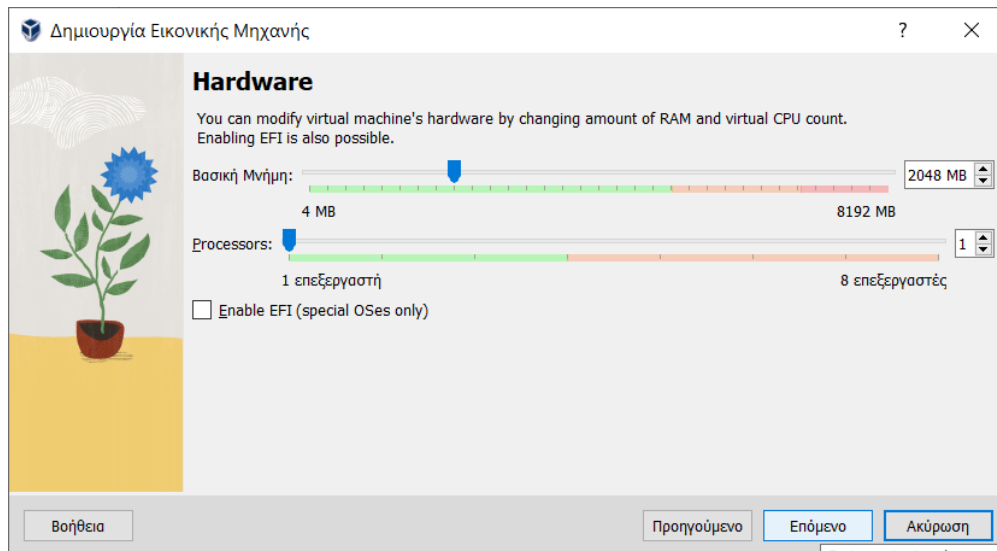 Δημιουργία Εικονικής Μηχανής
?
Hardware
You can modify virtual machine's hardware by changing amount of RAM and virtual CPU count.
Enabling EFI is also possible.
Βασική Μνήμη:
2048 MB
4 MB
8192 MB
Processors:
1
1 επεξεργαστή
8 επεξεργαστές
Enable EFI (special OSes only)
Βοήθεια
Προηγούμενο
Επόμενο
Ακύρωση